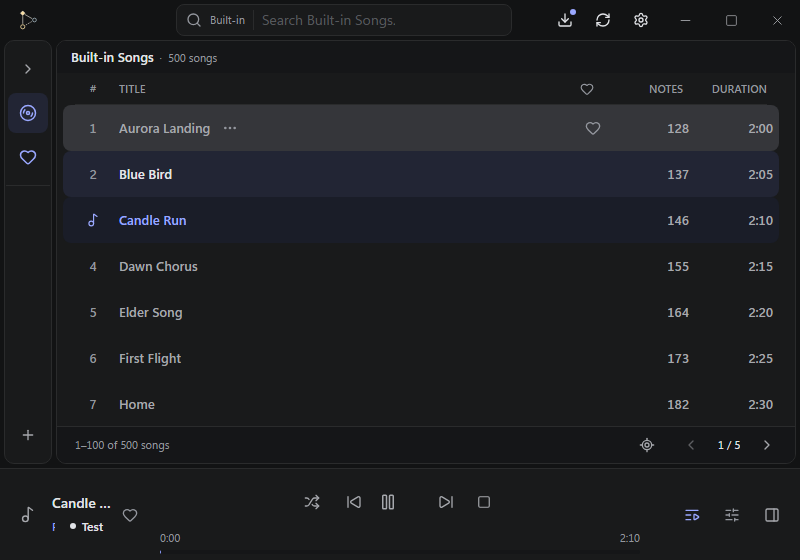 Built-in Search Built-in Songs.
Built-in Songs · 500 songs
# TITLE NOTES DURATION
1 Aurora Landing ··· 128 2:00
2 Blue Bird 137 2:05
Candle Run 146 2:10
4 Dawn Chorus 155 2:15
5 Elder Song 164 2:20
6 First Flight 173 2:25
7 Home 182 2:30
1–100 of 500 songs 1 / 5
Candle ...
Test
0:00 2:10